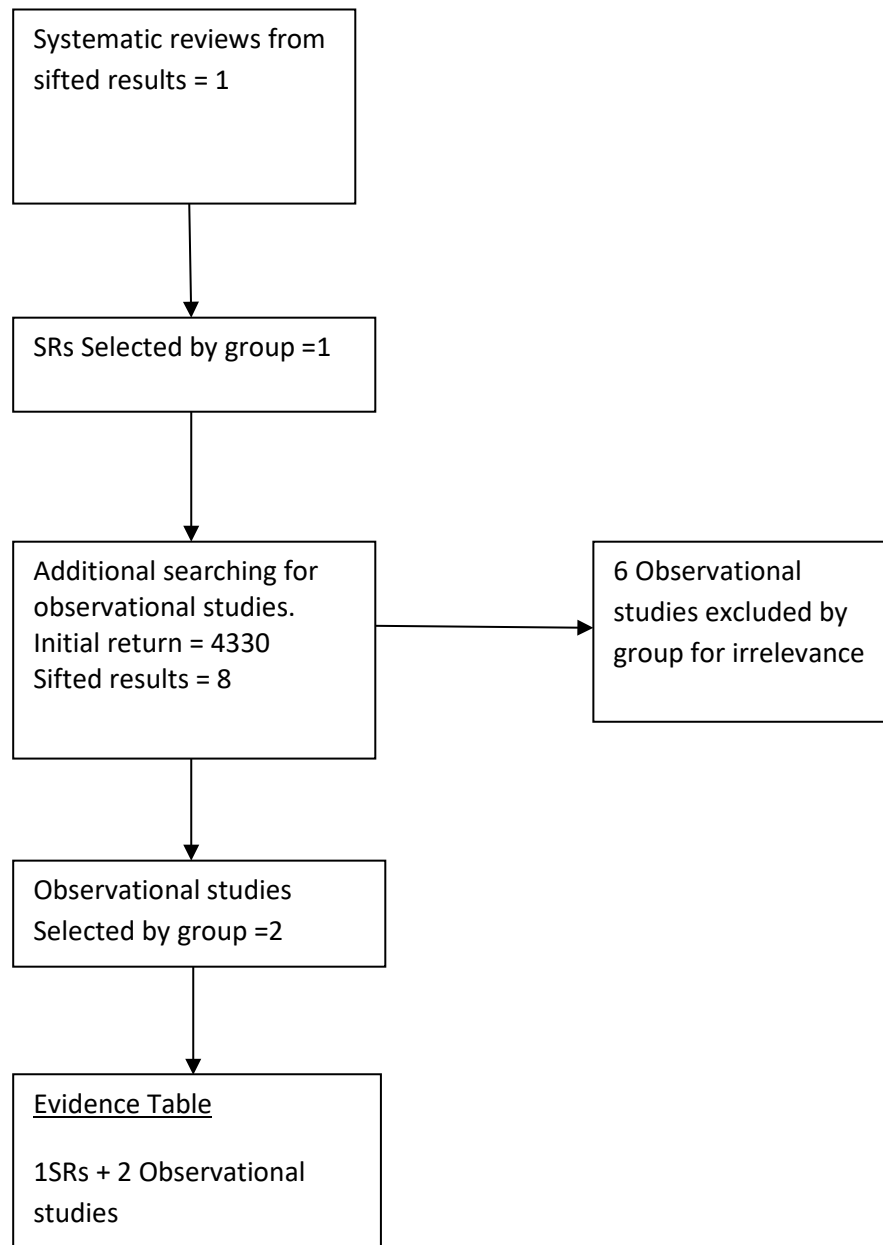 Systematic reviews from
sifted results = 1
SRs Selected by group =1
Additional searching for
observational studies.
Initial return = 4330
Sifted results = 8
6 Observational
studies excluded by
group for irrelevance
Observational studies
Selected by group =2
Evidence Table
1SRs + 2 Observational
studies